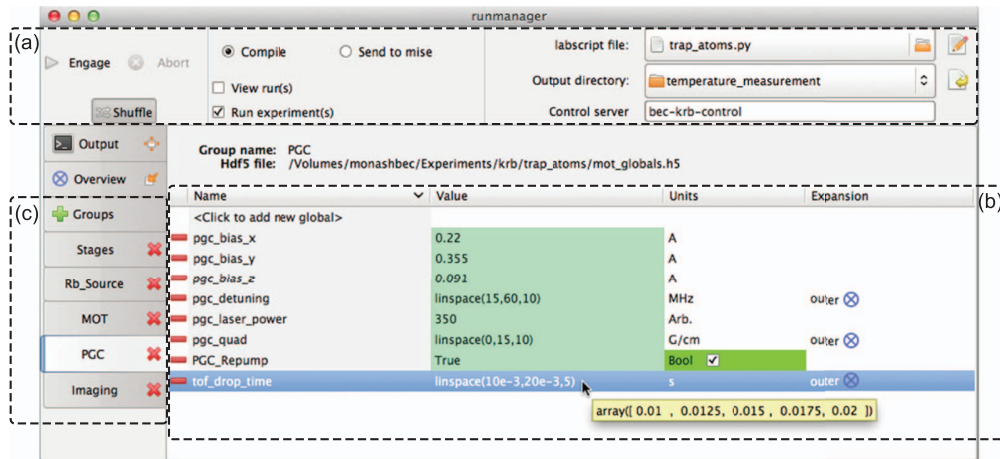 runmanager
(a)
Engage Abort
Shuffle
Compile Send to mise
View run(s)
Run experiment(s)
labscript file: trap_atoms.py
Output directory: temperature_measurement
Control server bec-krb-control
Output
Overview
(c)
Groups
Stages
Rb_Source
MOT
PGC
Imaging
Group name: PGC
Hdf5 file: /Volumes/monashbec/Experiments/krb/trap_atoms/mot_globals.h5
(b)
Name Value Units Expansion
<Click to add new global>
pgc_bias_x 0.22 A
pgc_bias_y 0.355 A
pgc_bias_z 0.091 A
pgc_detuning linspace(15,60,10) MHz outer
pgc_laser_power 350 Arb.
pgc_quad linspace(0,15,10) G/cm outer
PGC_Repump True Bool
tof_drop_time linspace(10e-3,20e-3,5) s outer
array([ 0.01 , 0.0125, 0.015 , 0.0175, 0.02 ])